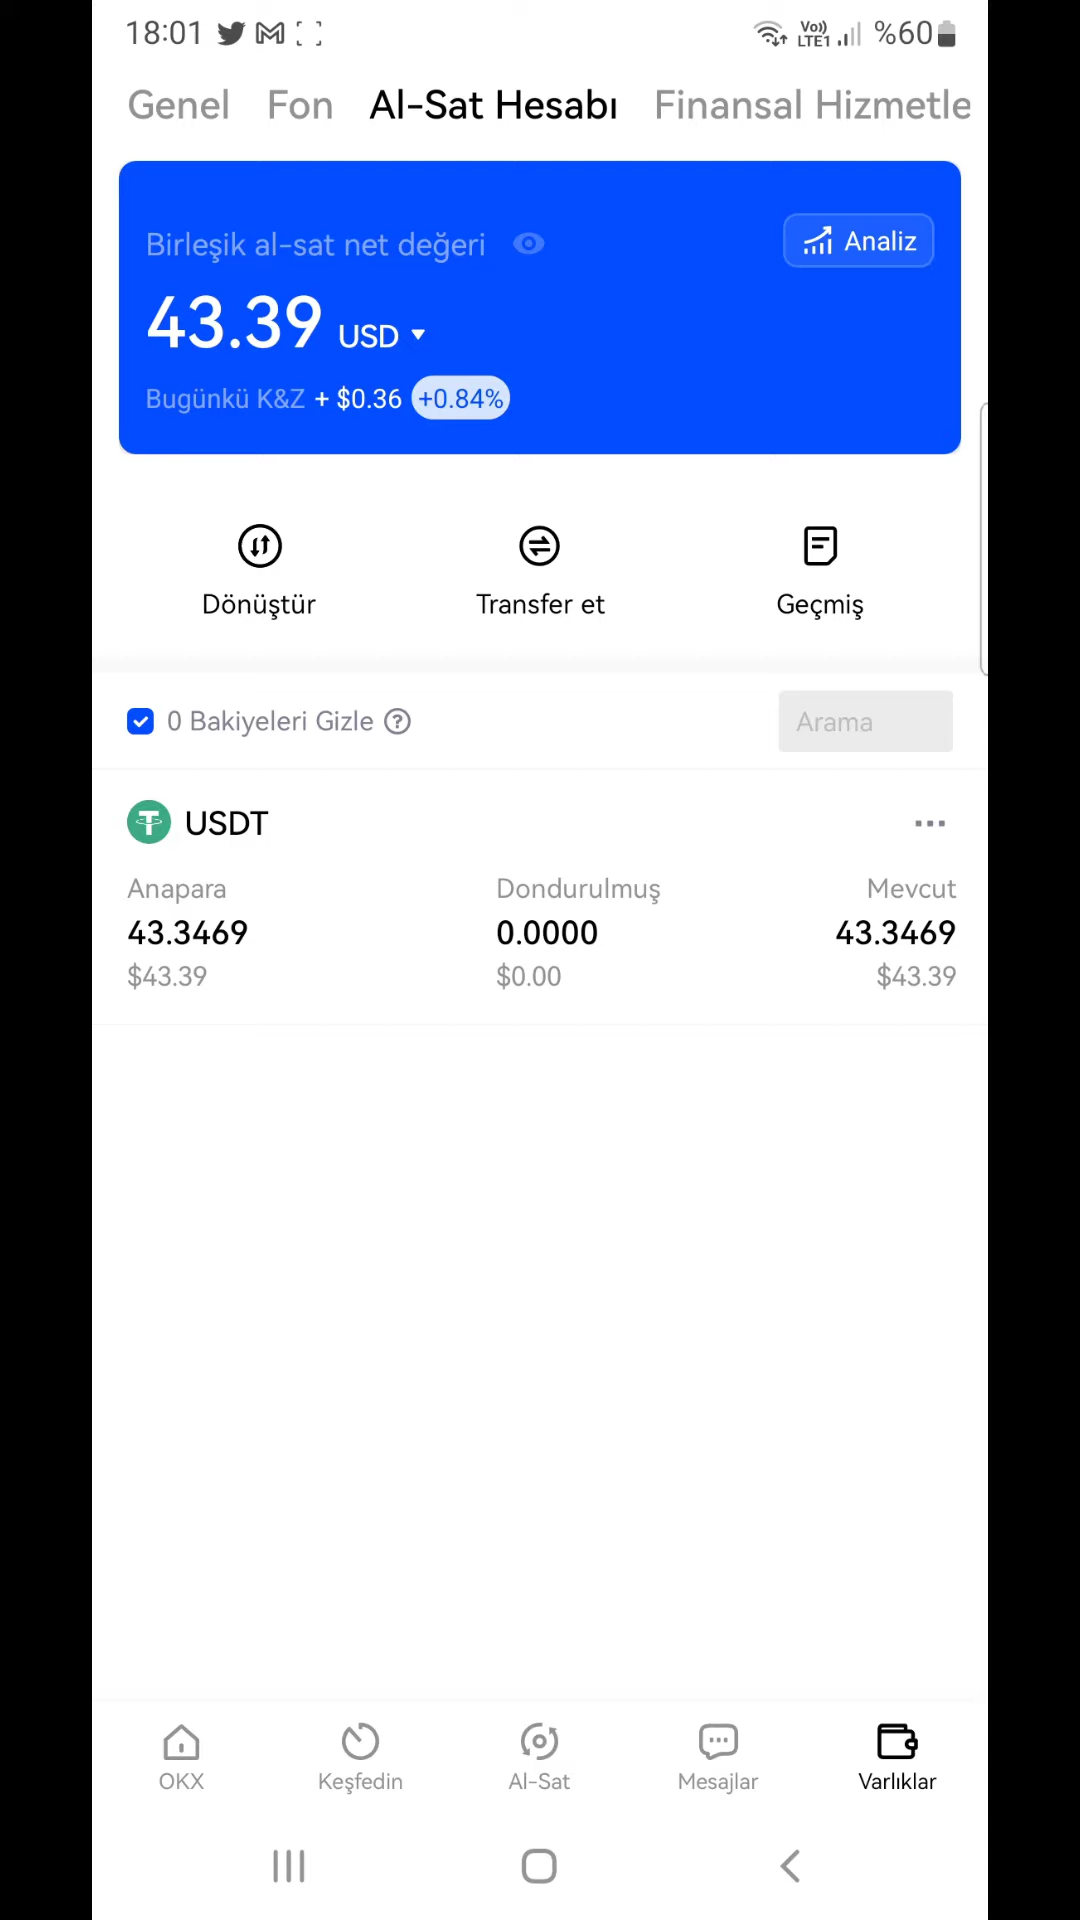 18:01 Vo)) LTE1 %60
Genel Fon Al-Sat Hesabı Finansal Hizmetle
Birleşik al-sat net değeri
Analiz
43.39 USD
Bugünkü K&Z + $0.36 +0.84%
Dönüştür Transfer et Geçmiş
0 Bakiyeleri Gizle ?
Arama
USDT
Anapara Dondurulmuş Mevcut
43.3469 0.0000 43.3469
$43.39 $0.00 $43.39
OKX Keşfedin Al-Sat Mesajlar Varlıklar